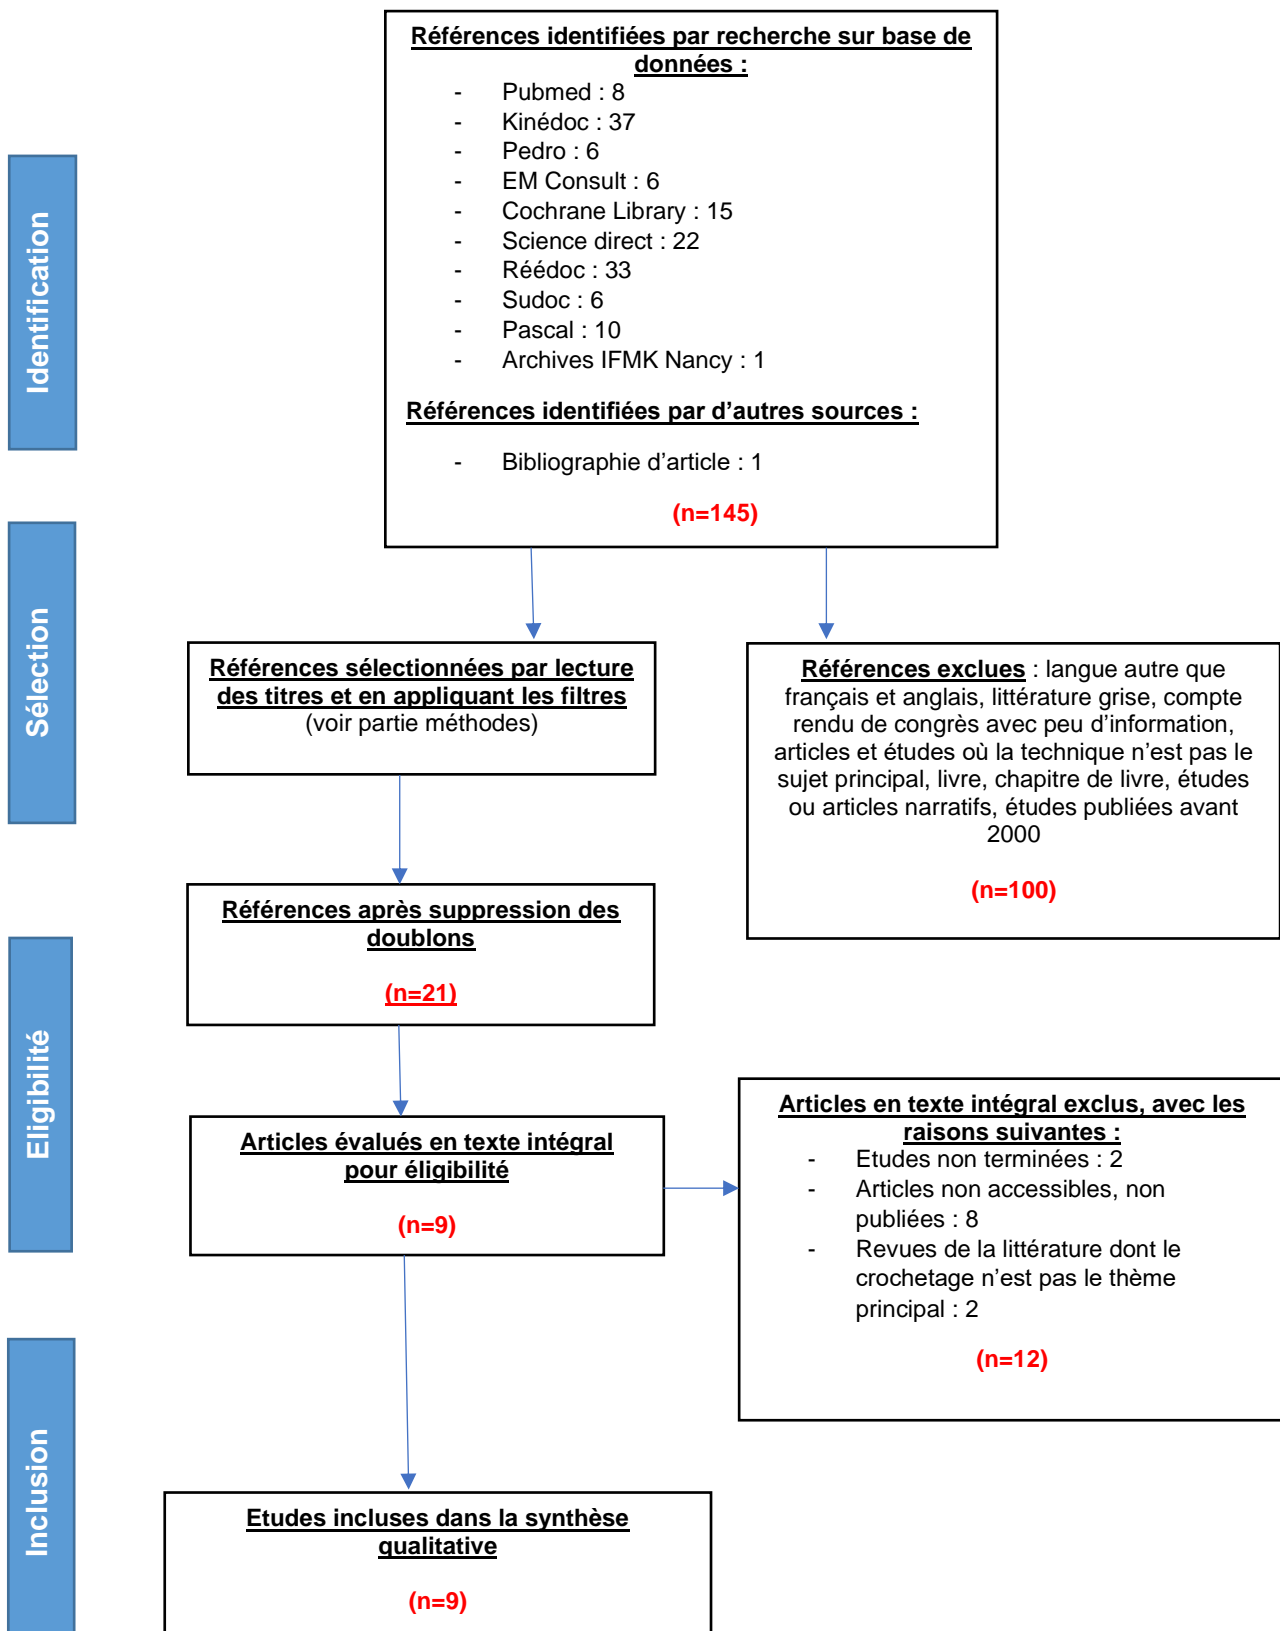 Références identifiées par recherche sur base de
données :
- Pubmed : 8
- Kinédoc : 37
- Pedro : 6
- EM Consult : 6
- Cochrane Library : 15
- Science direct : 22
- Réédoc : 33
- Sudoc : 6
- Pascal : 10
- Archives IFMK Nancy : 1
Références identifiées par d’autres sources :
- Bibliographie d’article : 1
(n=145)
Identification
Sélection
Références sélectionnées par lecture
des titres et en appliquant les filtres
(voir partie méthodes)
Références exclues : langue autre que
français et anglais, littérature grise, compte
rendu de congrès avec peu d’information,
articles et études où la technique n’est pas le
sujet principal, livre, chapitre de livre, études
ou articles narratifs, études publiées avant
2000
(n=100)
Références après suppression des
doublons
(n=21)
Eligibilité
Articles évalués en texte intégral
pour éligibilité
(n=9)
Articles en texte intégral exclus, avec les
raisons suivantes :
- Etudes non terminées : 2
- Articles non accessibles, non
publiées : 8
- Revues de la littérature dont le
crochetage n’est pas le thème
principal : 2
(n=12)
Inclusion
Etudes incluses dans la synthèse
qualitative
(n=9)